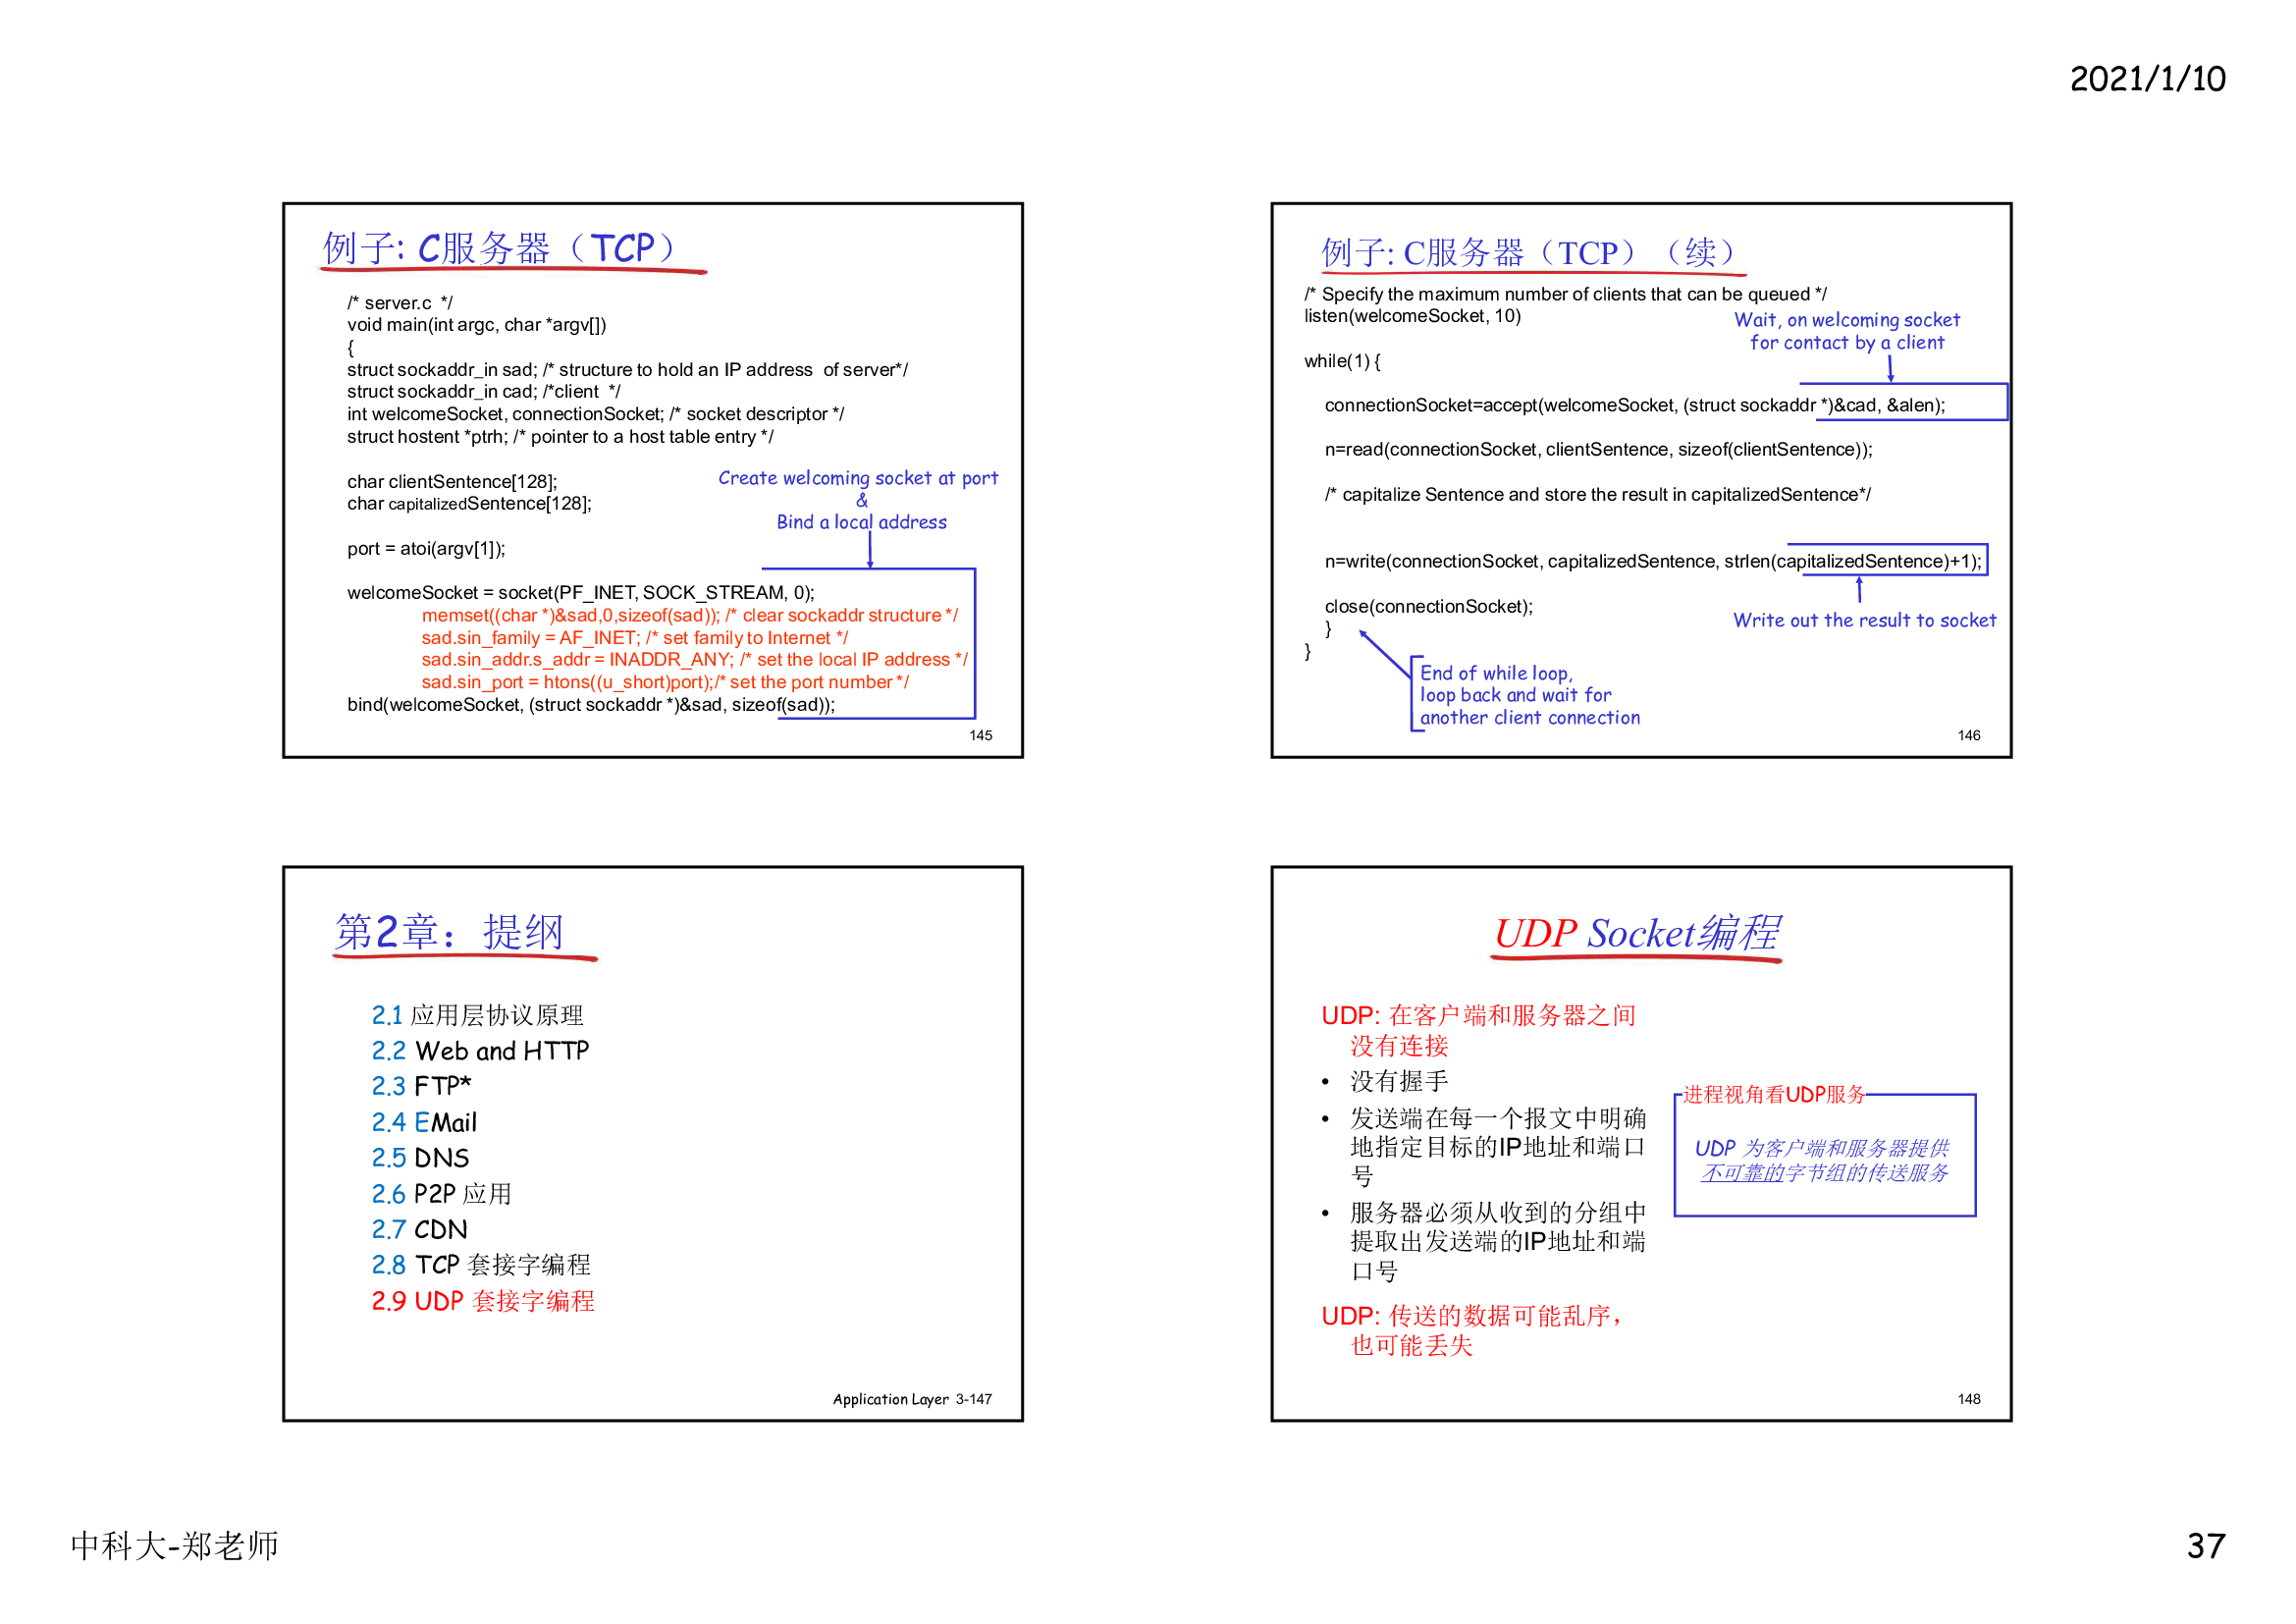 2021/1/10
例子: C服务器（TCP）
/* server.c */
void main(int argc, char *argv[])
{
struct sockaddr_in sad; /* structure to hold an IP address of server*/
struct sockaddr_in cad; /*client */
int welcomeSocket, connectionSocket; /* socket descriptor */
struct hostent *ptrh; /* pointer to a host table entry */
char clientSentence[128];
char capitalizedSentence[128];
Create welcoming socket at port
&
Bind a local address
port = atoi(argv[1]);
welcomeSocket = socket(PF_INET, SOCK_STREAM, 0);
memset((char *)&sad,0,sizeof(sad)); /* clear sockaddr structure */
sad.sin_family = AF_INET; /* set family to Internet */
sad.sin_addr.s_addr = INADDR_ANY; /* set the local IP address */
sad.sin_port = htons((u_short)port);/* set the port number */
bind(welcomeSocket, (struct sockaddr *)&sad, sizeof(sad));
145
例子: C服务器（TCP）（续）
/* Specify the maximum number of clients that can be queued */
listen(welcomeSocket, 10)
Wait, on welcoming socket
for contact by a client
while(1) {
connectionSocket=accept(welcomeSocket, (struct sockaddr *)&cad, &alen);
n=read(connectionSocket, clientSentence, sizeof(clientSentence));
/* capitalize Sentence and store the result in capitalizedSentence*/
n=write(connectionSocket, capitalizedSentence, strlen(capitalizedSentence)+1);
close(connectionSocket);
}
}
Write out the result to socket
End of while loop,
loop back and wait for
another client connection
146
第2章：提纲
2.1 应用层协议原理
2.2 Web and HTTP
2.3 FTP*
2.4 EMail
2.5 DNS
2.6 P2P 应用
2.7 CDN
2.8 TCP 套接字编程
2.9 UDP 套接字编程
Application Layer 3-147
UDP Socket编程
UDP: 在客户端和服务器之间
没有连接
• 没有握手
• 发送端在每一个报文中明确
地指定目标的IP地址和端口
号
• 服务器必须从收到的分组中
提取出发送端的IP地址和端
口号
UDP: 传送的数据可能乱序，
也可能丢失
进程视角看UDP服务
UDP 为客户端和服务器提供
不可靠的字节组的传送服务
148
中科大-郑老师
37